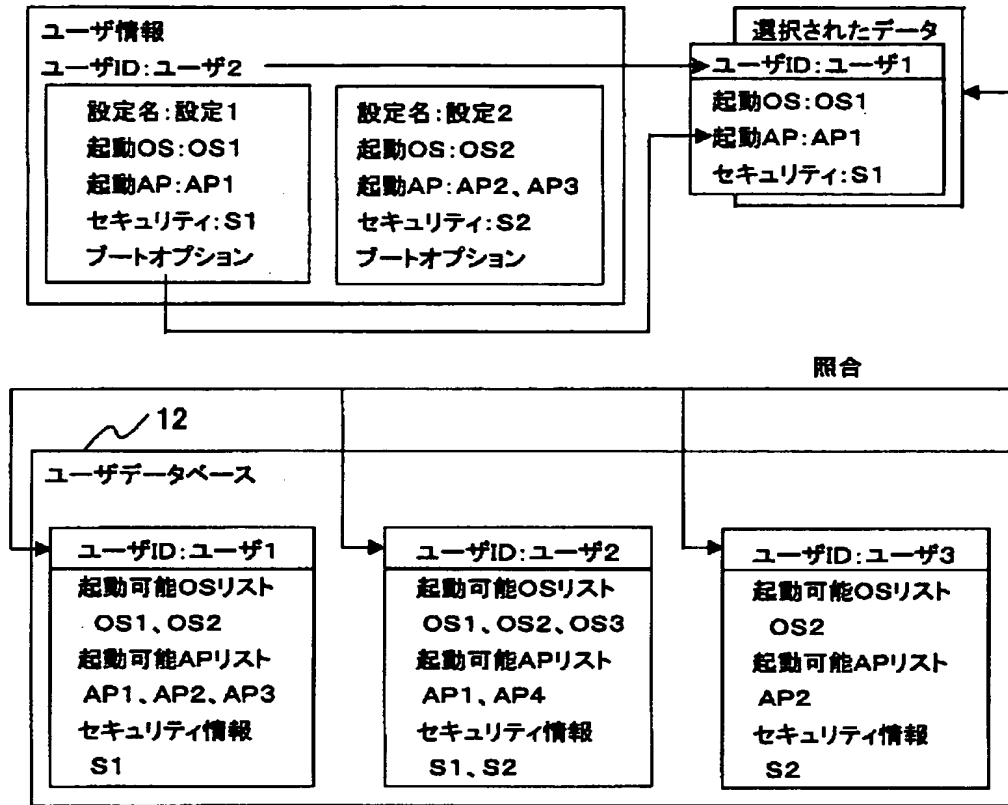 ユーザ情報
ユーザID:ユーザ2
設定名:設定1
起動OS:OS1
起動AP:AP1
セキュリティ:S1
ブートオプション
設定名:設定2
起動OS:OS2
起動AP:AP2、AP3
セキュリティ:S2
ブートオプション
選択されたデータ
ユーザID:ユーザ1
起動OS:OS1
起動AP:AP1
セキュリティ:S1
照合
12
ユーザデータベース
ユーザID:ユーザ1
起動可能OSリスト
OS1、OS2
起動可能APリスト
AP1、AP2、AP3
セキュリティ情報
S1
ユーザID:ユーザ2
起動可能OSリスト
OS1、OS2、OS3
起動可能APリスト
AP1、AP4
セキュリティ情報
S1、S2
ユーザID:ユーザ3
起動可能OSリスト
OS2
起動可能APリスト
AP2
セキュリティ情報
S2